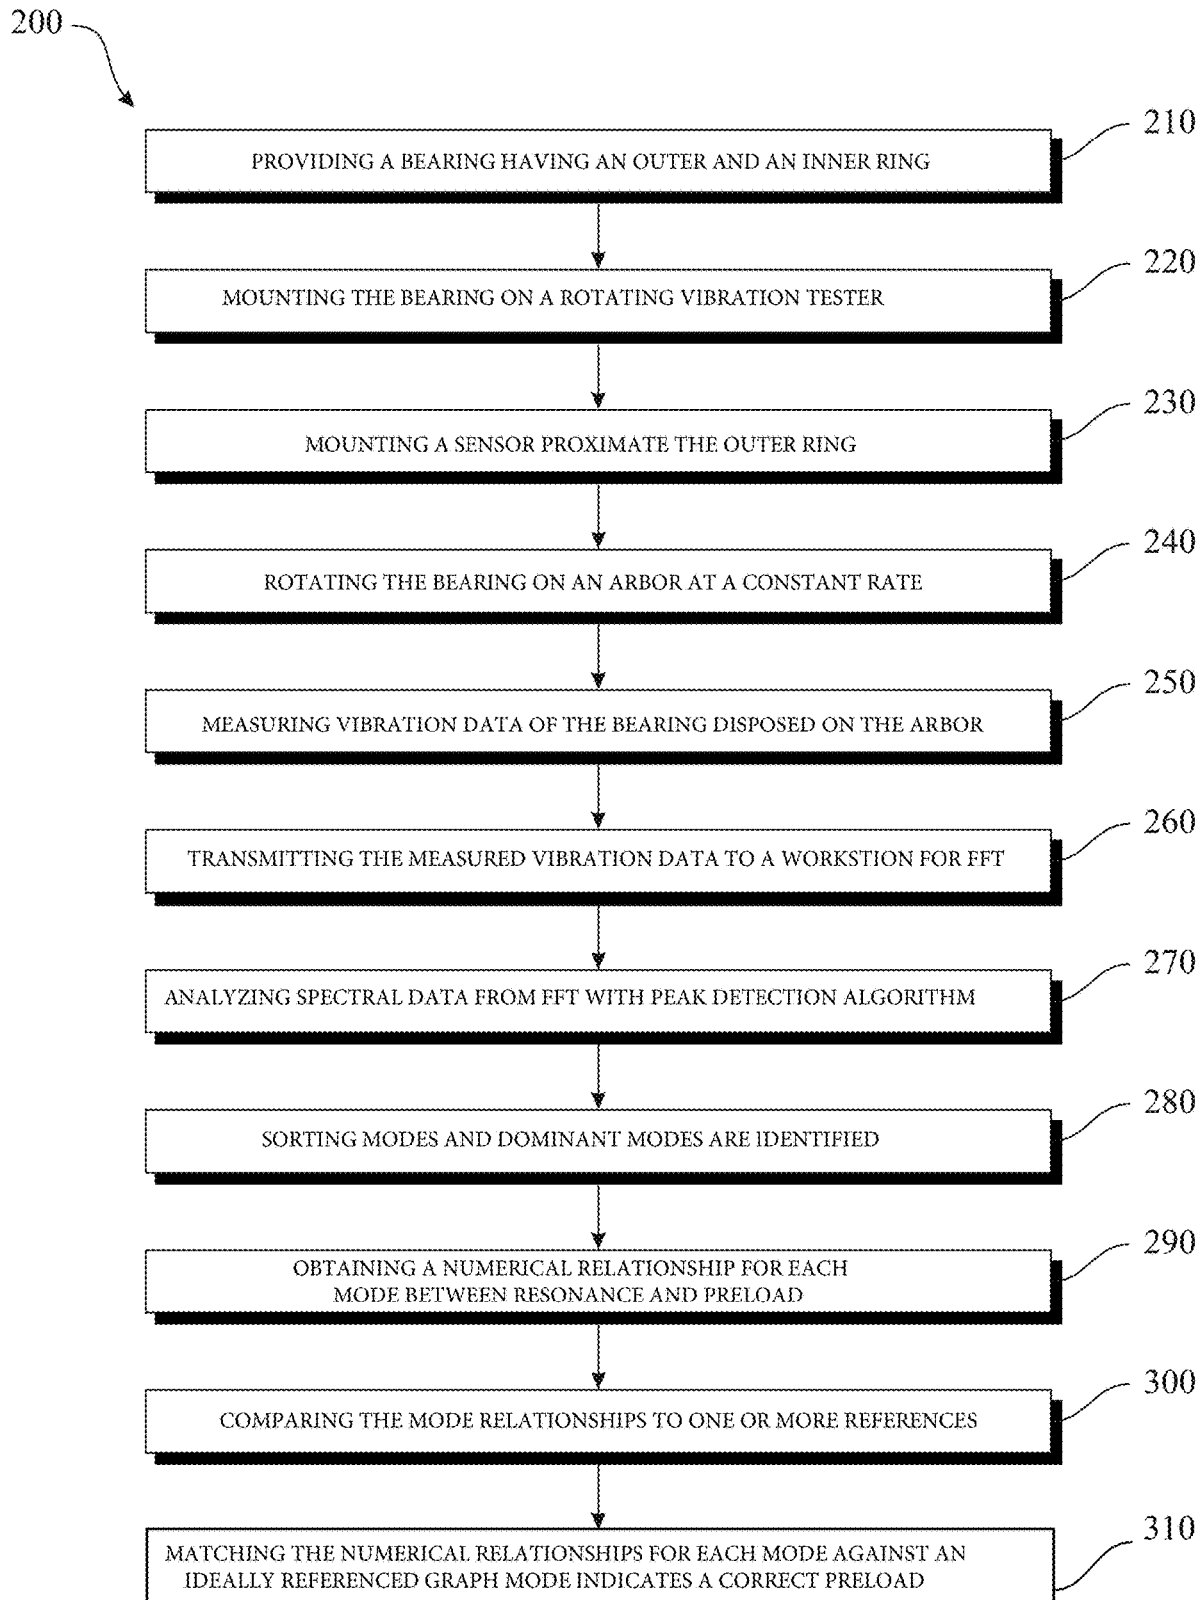 200
210
PROVIDING A BEARING HAVING AN OUTER AND AN INNER RING
220
MOUNTING THE BEARING ON A ROTATING VIBRATION TESTER
230
MOUNTING A SENSOR PROXIMATE THE OUTER RING
240
ROTATING THE BEARING ON AN ARBOR AT A CONSTANT RATE
250
MEASURING VIBRATION DATA OF THE BEARING DISPOSED ON THE ARBOR
260
TRANSMITTING THE MEASURED VIBRATION DATA TO A WORKSTION FOR FFT
270
ANALYZING SPECTRAL DATA FROM FFT WITH PEAK DETECTION ALGORITHM
280
SORTING MODES AND DOMINANT MODES ARE IDENTIFIED
290
OBTAINING A NUMERICAL RELATIONSHIP FOR EACH
MODE BETWEEN RESONANCE AND PRELOAD
300
COMPARING THE MODE RELATIONSHIPS TO ONE OR MORE REFERENCES
310
MATCHING THE NUMERICAL RELATIONSHIPS FOR EACH MODE AGAINST AN
IDEALLY REFERENCED GRAPH MODE INDICATES A CORRECT PRELOAD